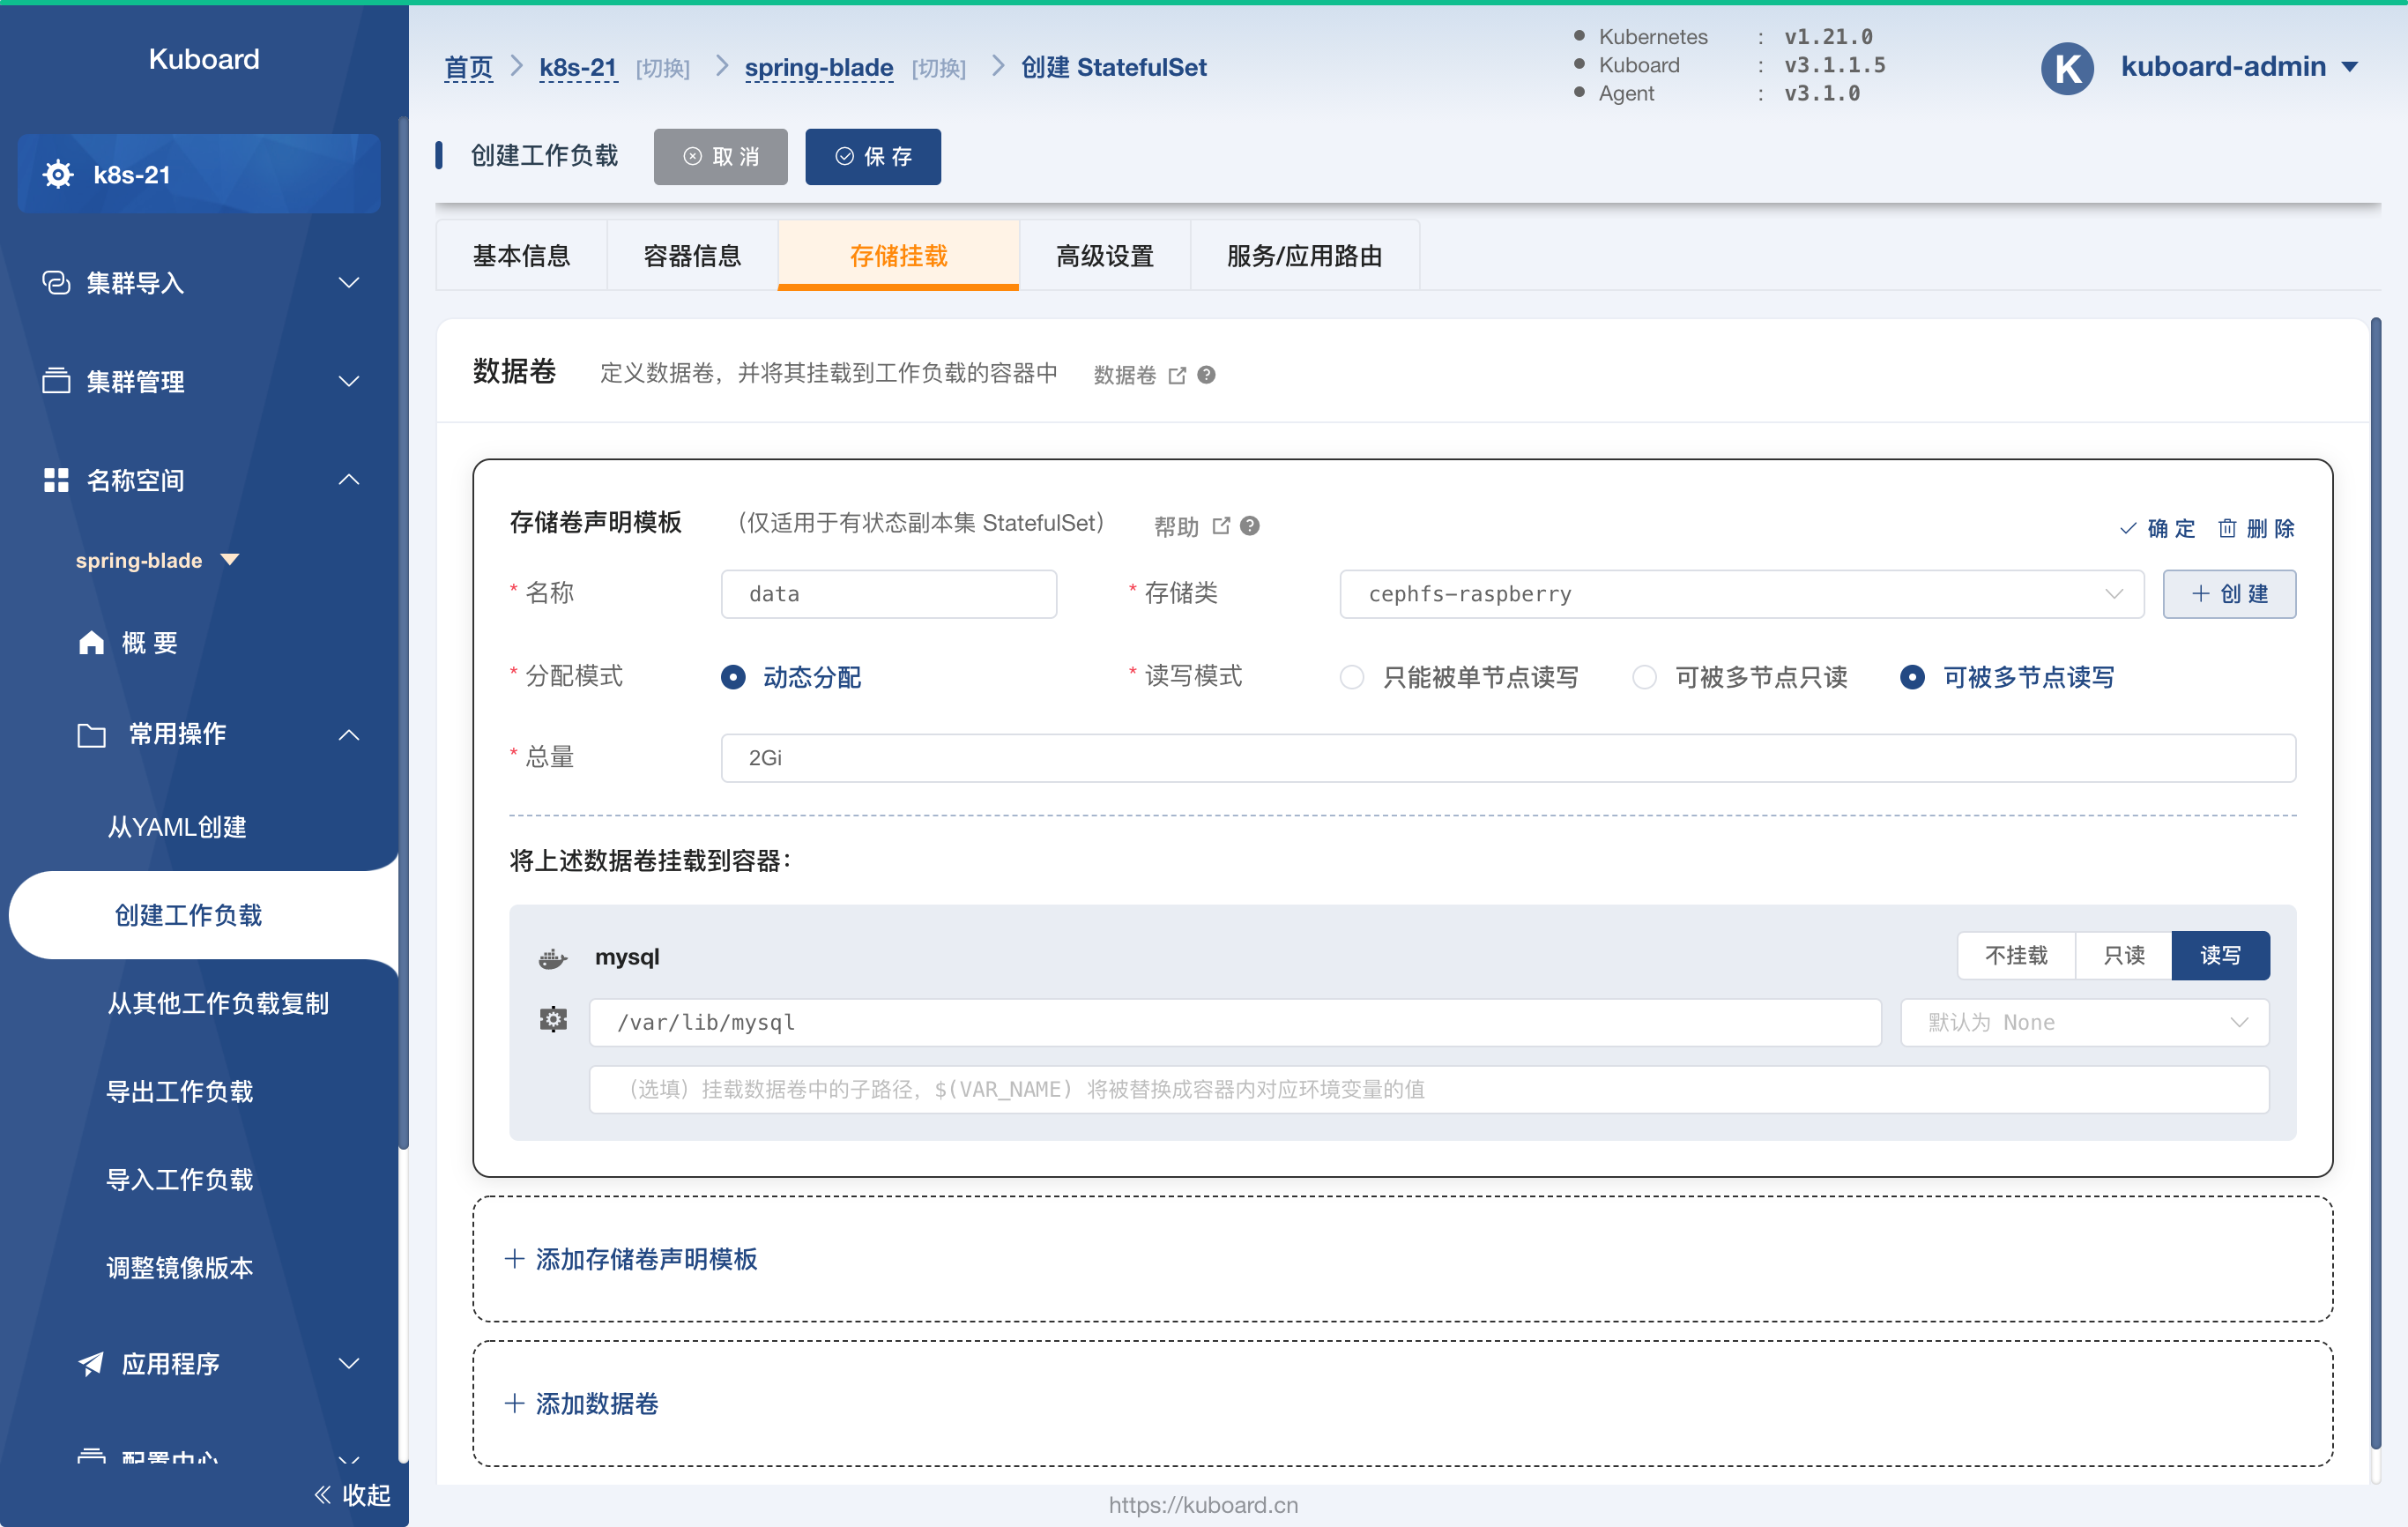 Kuboard
k8s-21
集群导入
集群管理
名称空间
spring-blade
概 要
常用操作
从YAML创建
创建工作负载
从其他工作负载复制
导出工作负载
导入工作负载
调整镜像版本
应用程序
配置中心
收起
首页 > k8s-21 [切换] > spring-blade [切换] > 创建 StatefulSet
Kubernetes : v1.21.0
Kuboard : v3.1.1.5
Agent : v3.1.0
K kuboard-admin
创建工作负载 取 消 保 存
基本信息 容器信息 存储挂载 高级设置 服务/应用路由
数据卷 定义数据卷，并将其挂载到工作负载的容器中 数据卷
存储卷声明模板 （仅适用于有状态副本集 StatefulSet） 帮助 确 定 删 除
* 名称 data * 存储类 cephfs-raspberry + 创 建
* 分配模式 动态分配 * 读写模式 只能被单节点读写 可被多节点只读 可被多节点读写
* 总量 2Gi
将上述数据卷挂载到容器：
mysql 不挂载 只读 读写
/var/lib/mysql 默认为 None
（选填）挂载数据卷中的子路径，$(VAR_NAME) 将被替换成容器内对应环境变量的值
+ 添加存储卷声明模板
+ 添加数据卷
https://kuboard.cn